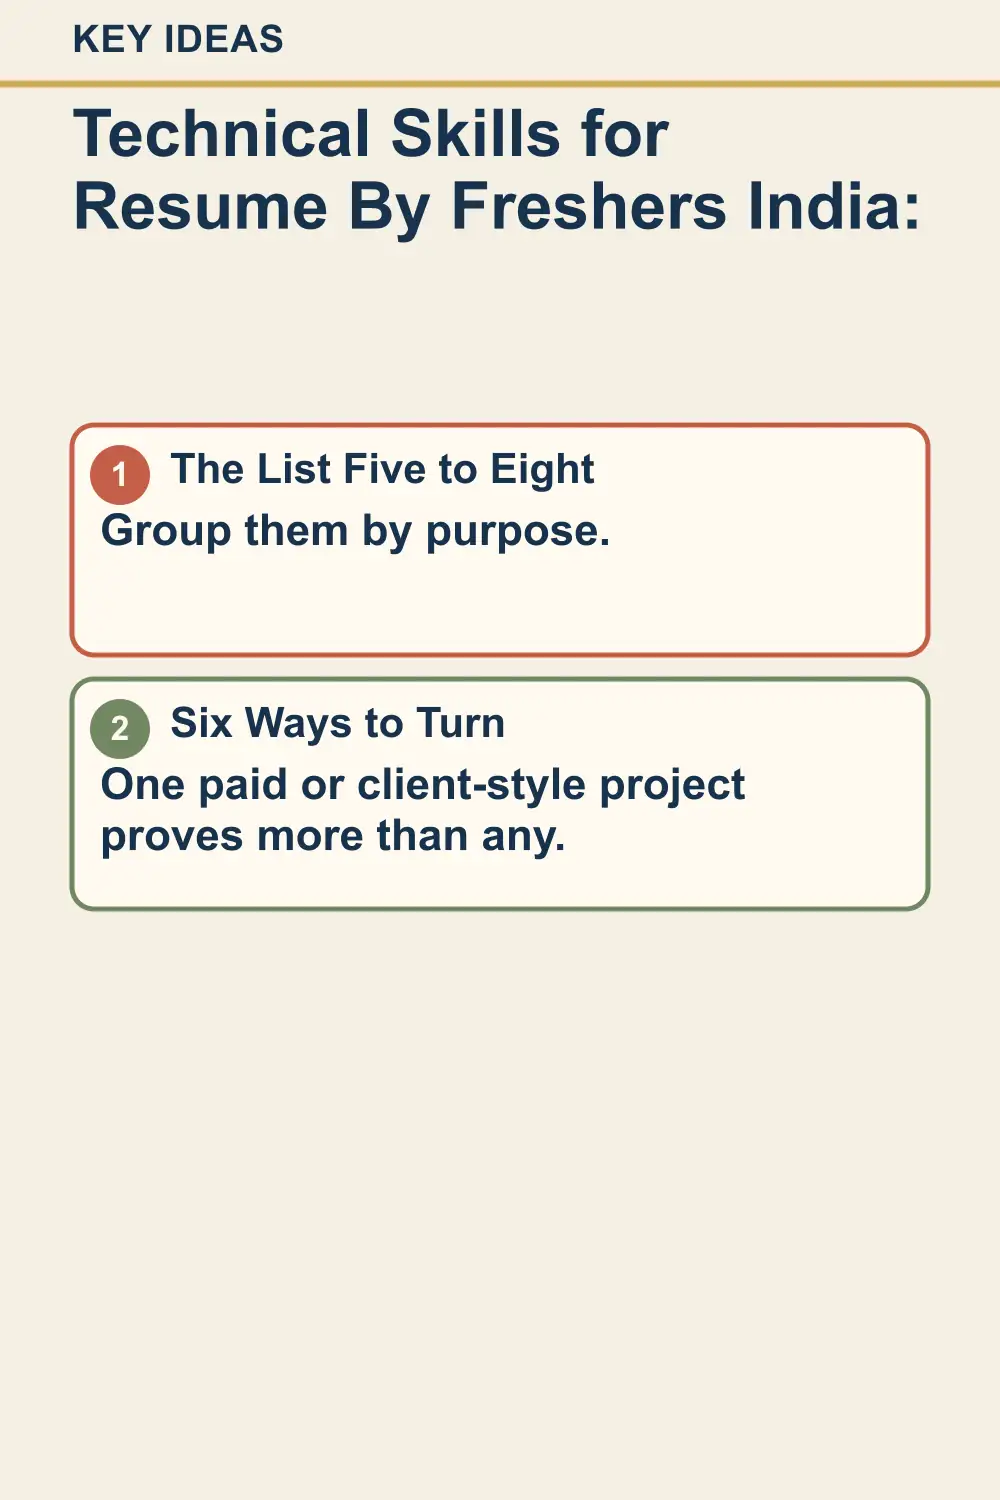 KEY IDEAS
Technical Skills for
Resume By Freshers India:
1 The List Five to Eight
Group them by purpose.
2 Six Ways to Turn
One paid or client-style project
proves more than any.